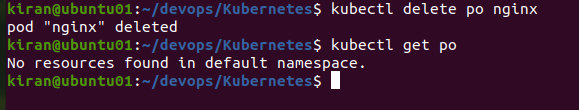 kiran@ubuntu01:~/devops/Kubernetes$ kubectl delete po nginx
pod "nginx" deleted
kiran@ubuntu01:~/devops/Kubernetes$ kubectl get po
No resources found in default namespace.
kiran@ubuntu01:~/devops/Kubernetes$